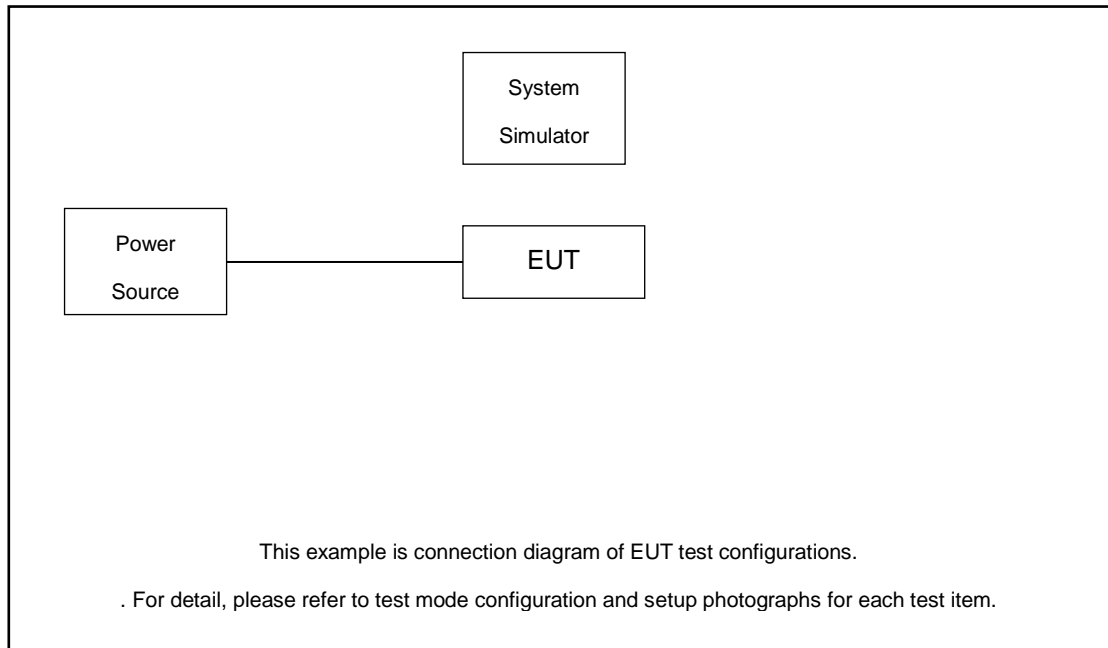 System
Simulator
Power
Source
EUT
This example is connection diagram of EUT test configurations.
. For detail, please refer to test mode configuration and setup photographs for each test item.